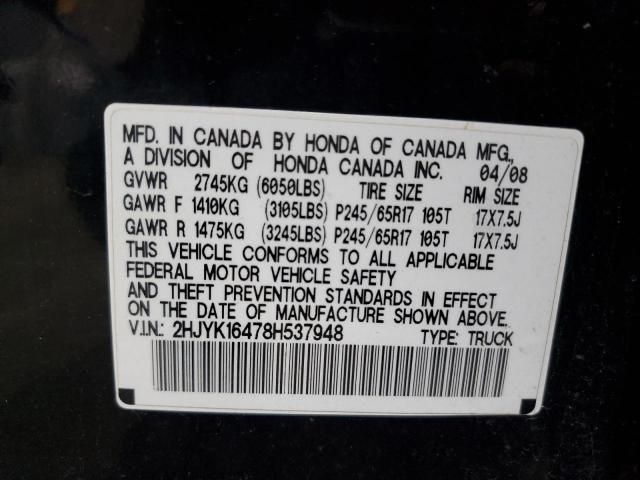 MFD. IN CANADA BY HONDA OF CANADA MFG.,
A DIVISION OF HONDA CANADA INC. 04/08
GVWR 2745KG (6050LBS) TIRE SIZE RIM SIZE
GAWR F 1410KG (3105LBS) P245/65R17 105T 17X7.5J
GAWR R 1475KG (3245LBS) P245/65R17 105T 17X7.5J
THIS VEHICLE CONFORMS TO ALL APPLICABLE
FEDERAL MOTOR VEHICLE SAFETY
AND THEFT PREVENTION STANDARDS IN EFFECT
ON THE DATE OF MANUFACTURE SHOWN ABOVE.
V.I.N.: 2HJYK16478H537948 TYPE: TRUCK